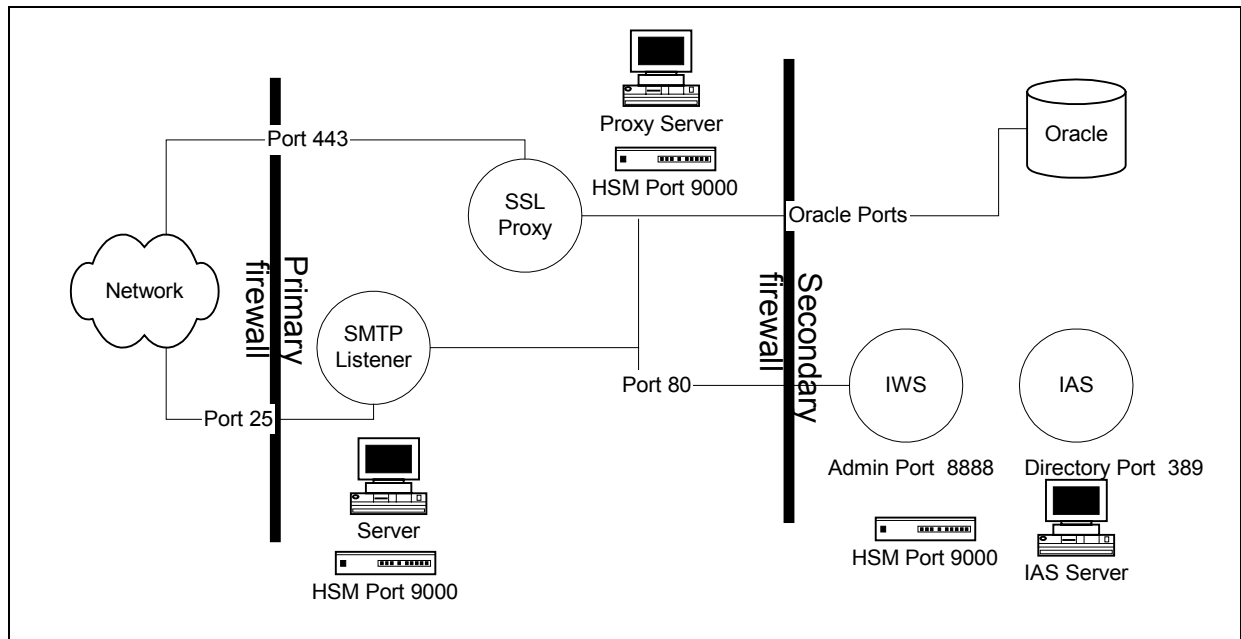 Port 443
Proxy Server
HSM Port 9000
Oracle
SSL
Proxy
Oracle Ports
Network
Primary
firewall
SMTP
Listener
Secondary
firewall
Port 80
IWS
IAS
Port 25
Admin Port 8888
Directory Port 389
Server
HSM Port 9000
HSM Port 9000
IAS Server